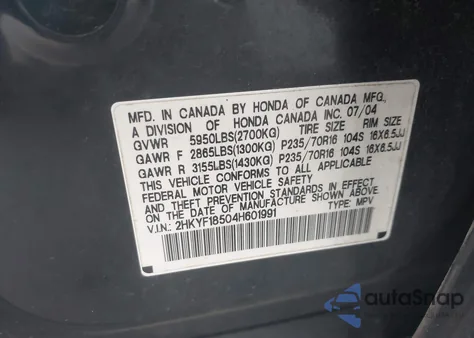 MFD. IN CANADA BY HONDA OF CANADA MFG.,
A DIVISION OF HONDA CANADA INC. 07/04
GVWR 5950LBS(2700KG) TIRE SIZE RIM SIZE
GAWR F 2865LBS(1300KG) P235/70R16 104S 16X6.5JJ
GAWR R 3155LBS(1430KG) P235/70R16 104S 16X6.5JJ
THIS VEHICLE CONFORMS TO ALL APPLICABLE
FEDERAL MOTOR VEHICLE SAFETY STANDARDS
IN EFFECT ON THE DATE OF MANUFACTURE SHOWN ABOVE.
V.I.N.: 2HKYF18504H601991 TYPE: MPV
autoSnap